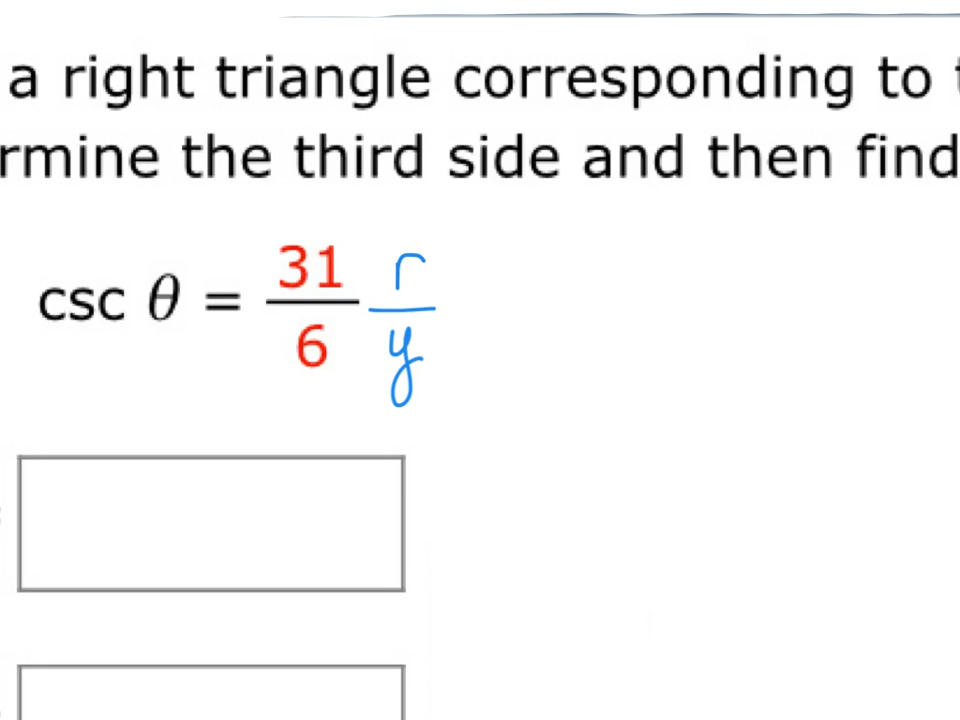 a right triangle corresponding to
rmine the third side and then find
csc θ = 31/6 r/y